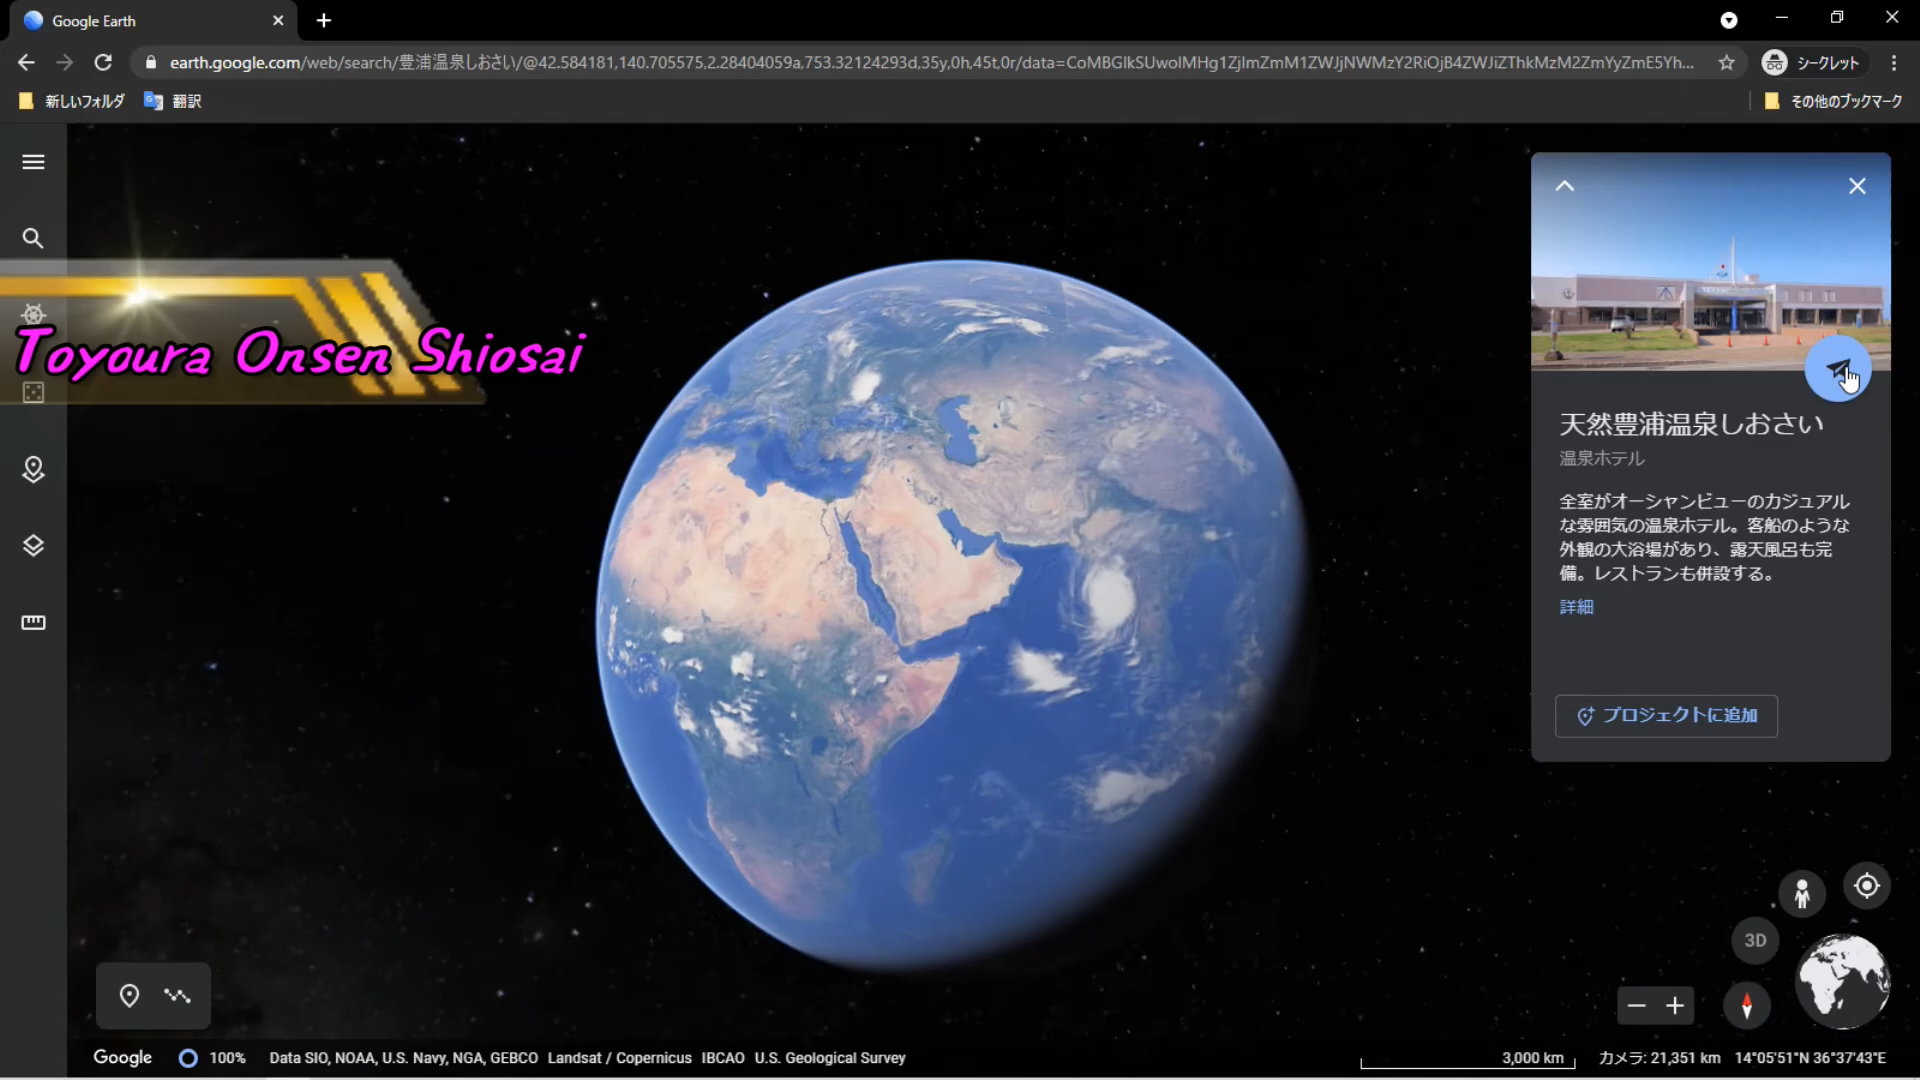 Google Earth
earth.google.com/web/search/豊浦温泉しおさい/@42.584181,140.705575,2.28404059a,753.32124293d,35y,0h,45t,0r/data=CoMBGlkSUwolMHg1ZjlmZmM1ZWJjNWMzY2RiOjB4ZWJiZThkMzM2ZmYyZmE5Yh...
シークレット
新しいフォルダ
翻訳
その他のブックマーク
Toyoura Onsen Shiosai
天然豊浦温泉しおさい
温泉ホテル
全室がオーシャンビューのカジュアル
な雰囲気の温泉ホテル。客船のような
外観の大浴場があり、露天風呂も完
備。レストランも併設する。
詳細
プロジェクトに追加
3D
Google
100%
Data SIO, NOAA, U.S. Navy, NGA, GEBCO Landsat / Copernicus IBCAO U.S. Geological Survey
3,000 km
カメラ: 21,351 km 14°05'51"N 36°37'43"E